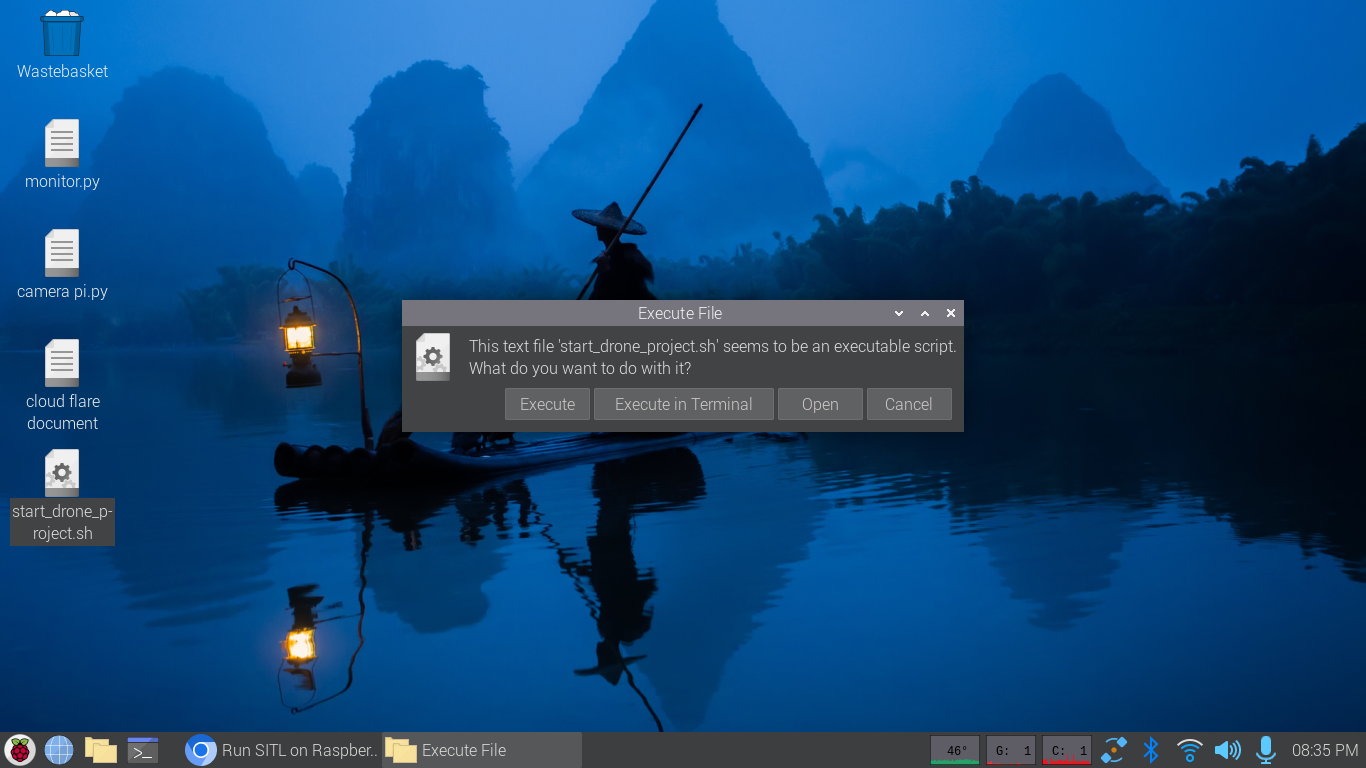 Wastebasket
monitor.py
camera pi.py
cloud flare
document
start_drone_p-
roject.sh
Execute File
This text file 'start_drone_project.sh' seems to be an executable script.
What do you want to do with it?
Execute
Execute in Terminal
Open
Cancel
>_
Run SITL on Raspber..
Execute File
46°
G: 1
C: 1
08:35 PM